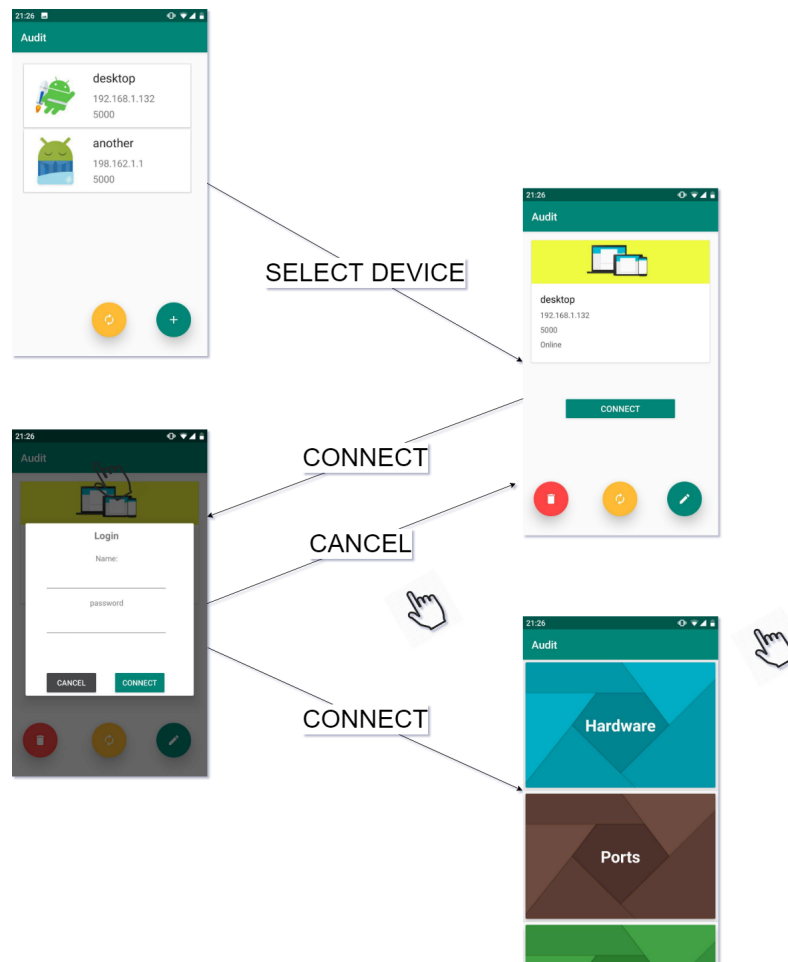 21:26
Audit
desktop
192.168.1.132
5000
another
198.162.1.1
5000
SELECT DEVICE
21:26
Audit
desktop
192.168.1.132
5000
Online
CONNECT
CONNECT
21:26
Audit
Login
Name:
password
CANCEL
CONNECT
CANCEL
CONNECT
21:26
Audit
Hardware
Ports